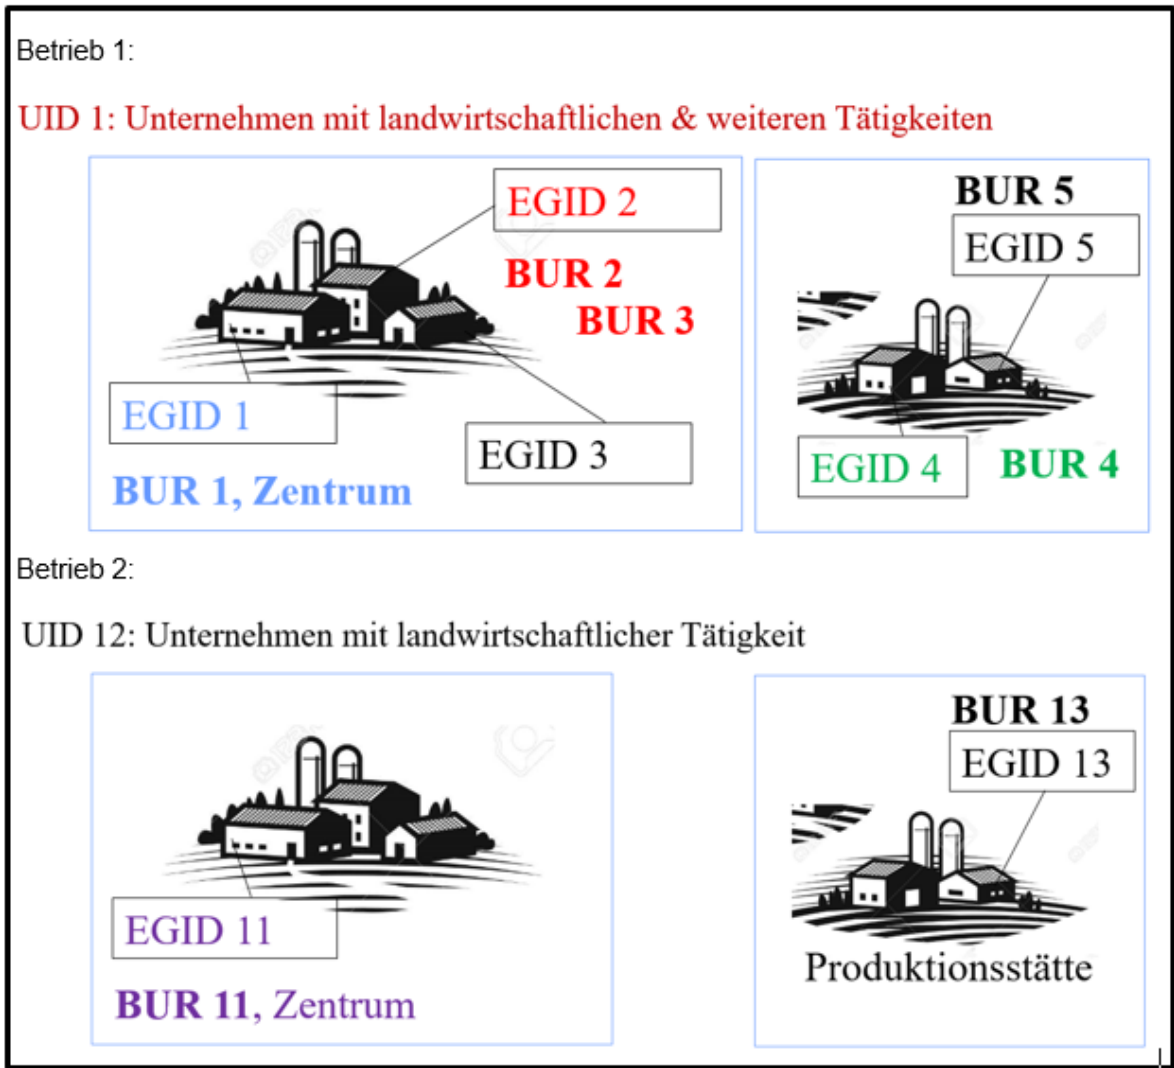 Betrieb 1:
UID 1: Unternehmen mit landwirtschaftlichen & weiteren Tätigkeiten
EGID 2
BUR 2
BUR 3
EGID 1
EGID 3
BUR 1, Zentrum
BUR 5
EGID 5
EGID 4
BUR 4
Betrieb 2:
UID 12: Unternehmen mit landwirtschaftlicher Tätigkeit
EGID 11
BUR 11, Zentrum
BUR 13
EGID 13
Produktionsstätte